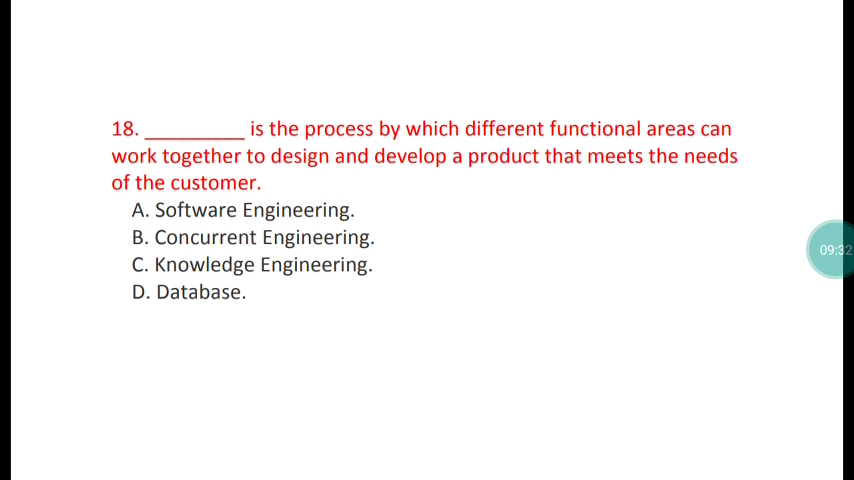 18. _________ is the process by which different functional areas can
work together to design and develop a product that meets the needs
of the customer.
A. Software Engineering.
B. Concurrent Engineering.
C. Knowledge Engineering.
D. Database.
09:32